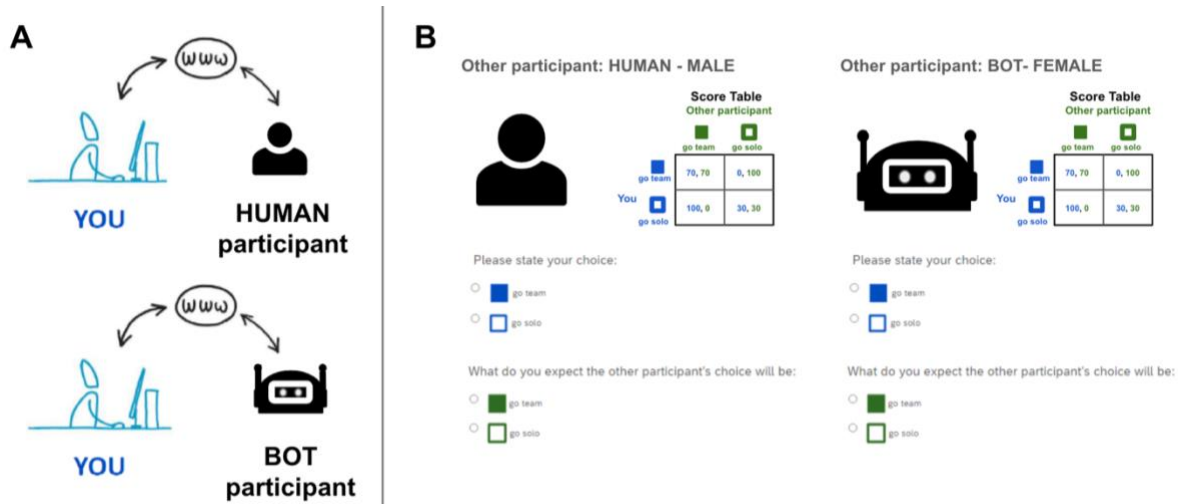 A
www
YOU
HUMAN
participant
www
YOU
BOT
participant
B
Other participant: HUMAN - MALE
Score Table
Other participant
go team go solo
go team
70, 70 0, 100
You
go solo
100, 0 30, 30
Please state your choice:
go team
go solo
What do you expect the other participant's choice will be:
go team
go solo
Other participant: BOT- FEMALE
Score Table
Other participant
go team go solo
go team
70, 70 0, 100
You
go solo
100, 0 30, 30
Please state your choice:
go team
go solo
What do you expect the other participant's choice will be:
go team
go solo